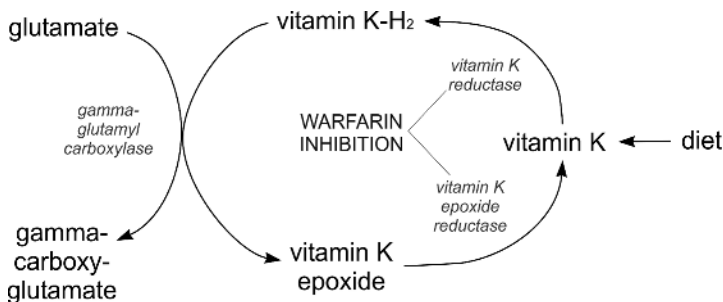 glutamate
vitamin K-H₂
gamma-
glutamyl
carboxylase
vitamin K
reductase
WARFARIN
INHIBITION
vitamin K
diet
vitamin K
epoxide
reductase
gamma-
carboxy-
glutamate
vitamin K
epoxide